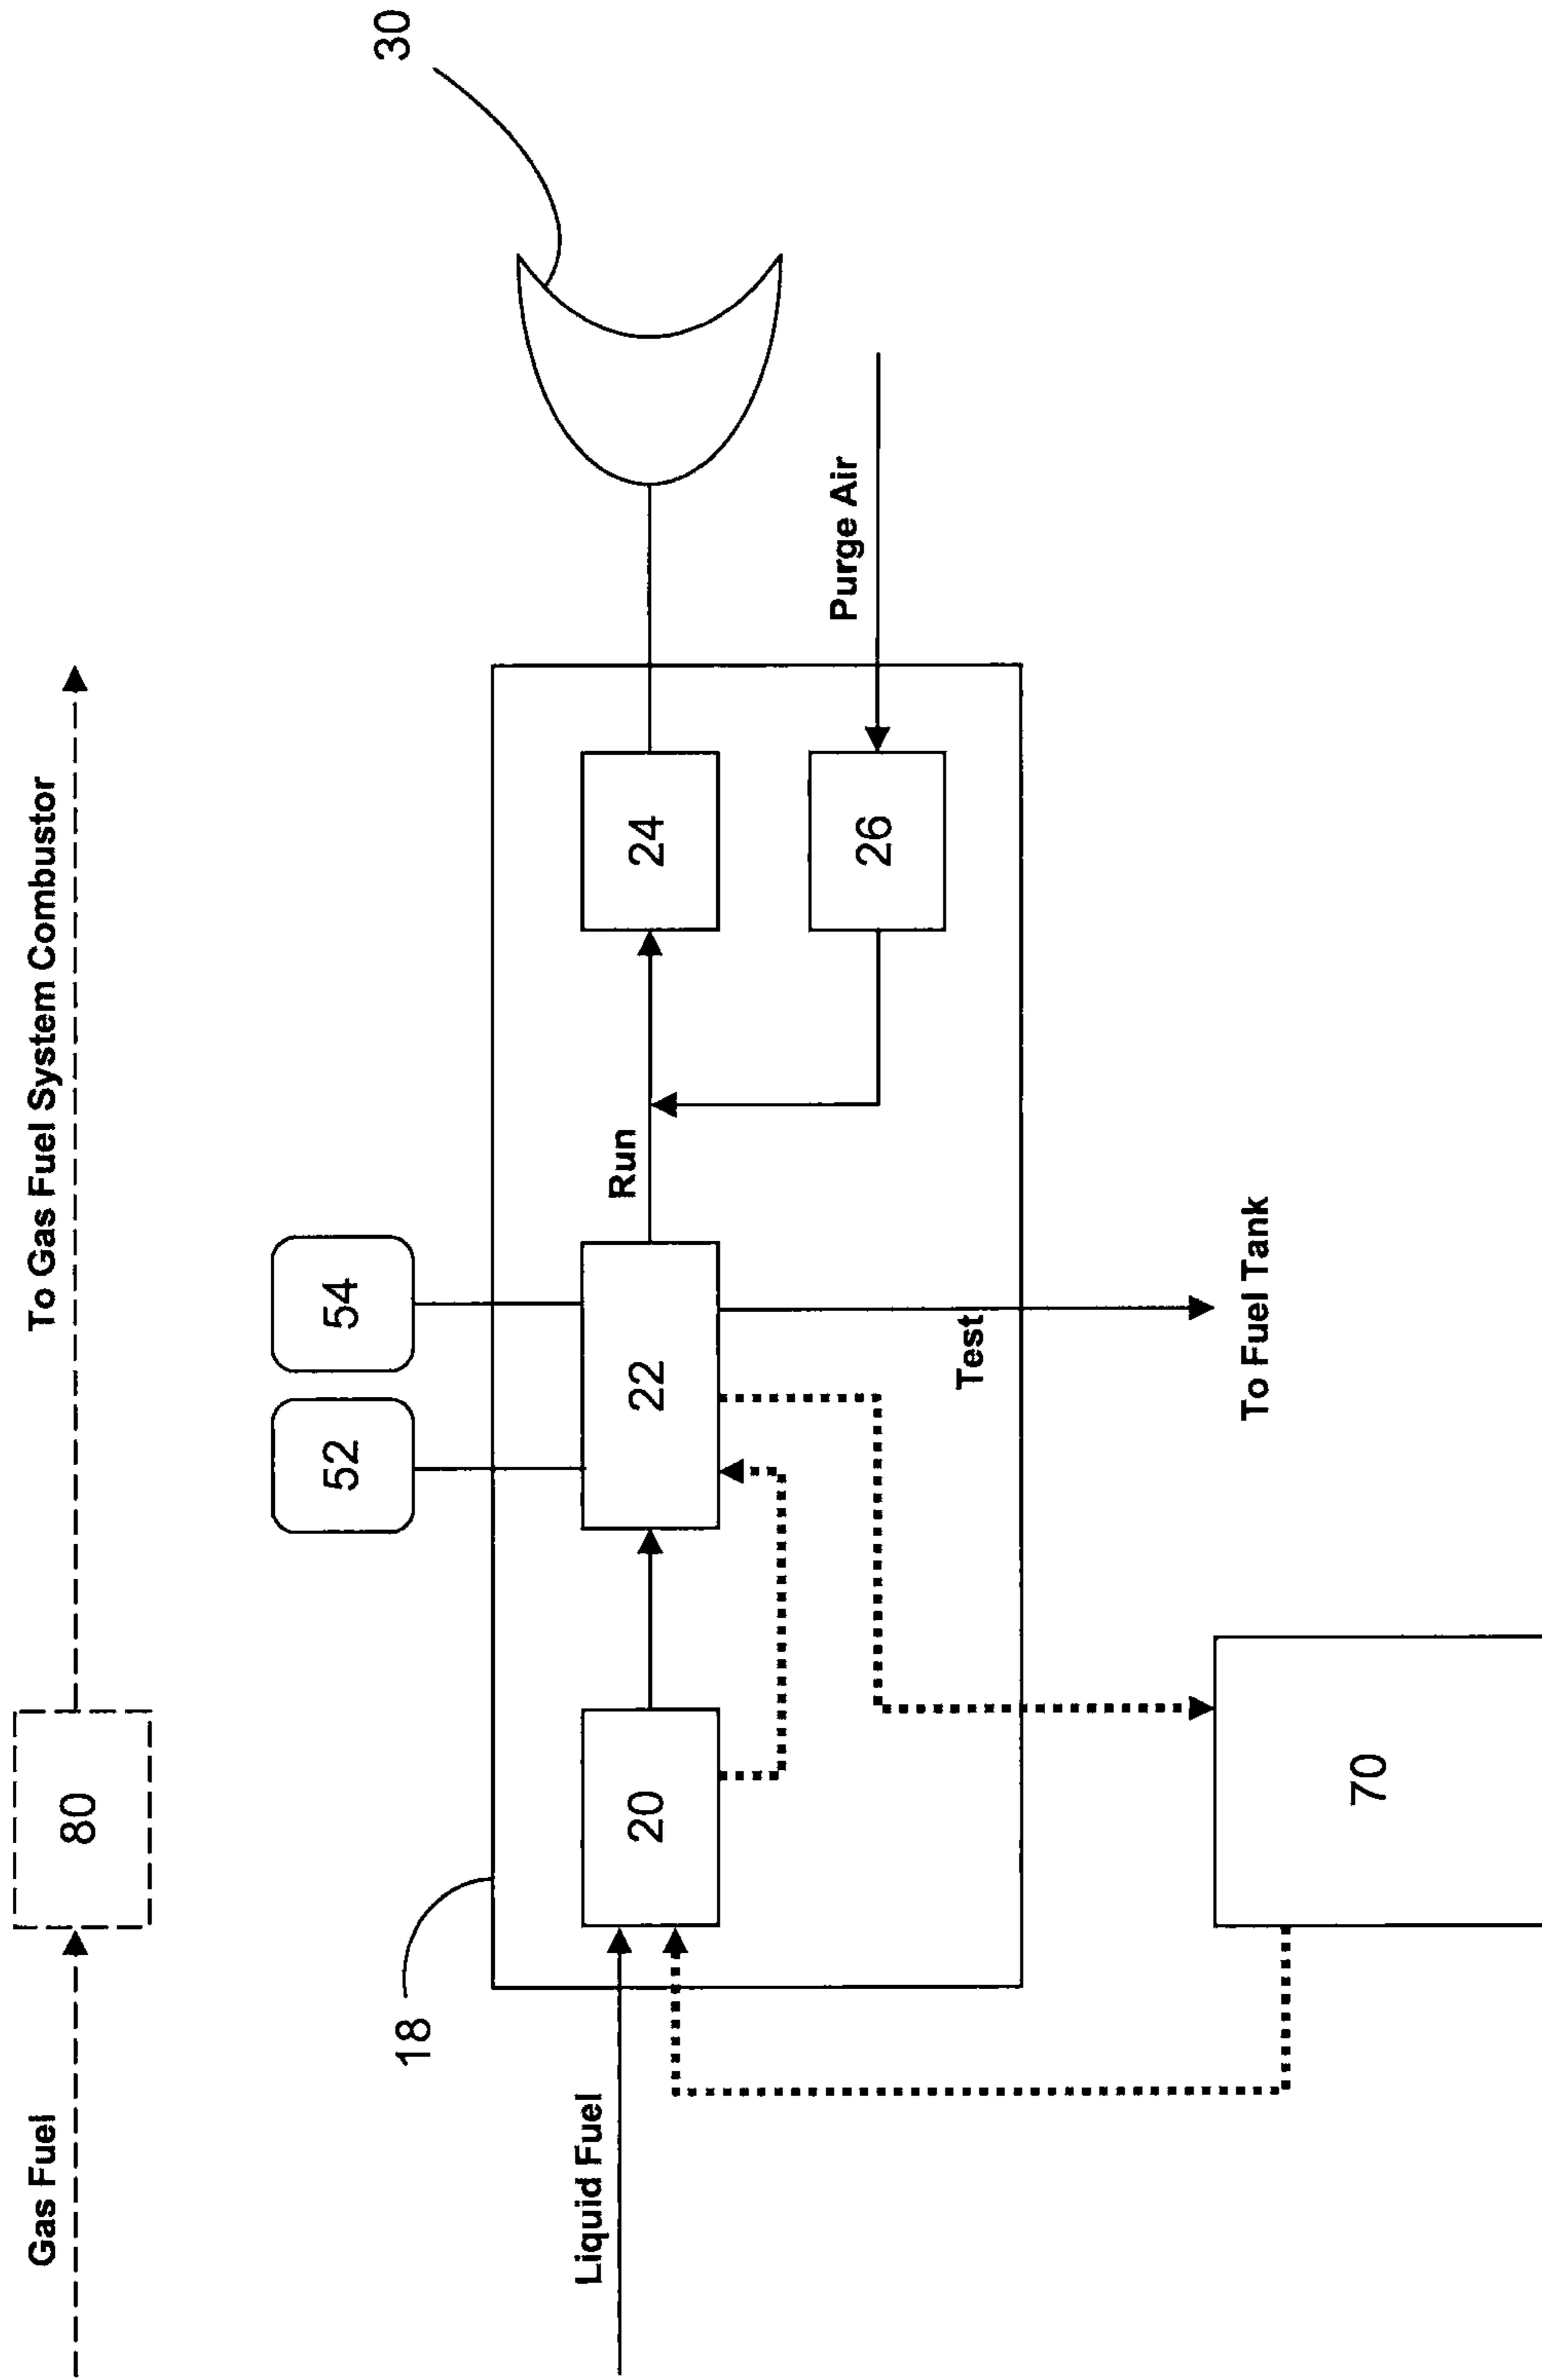 Gas Fuel
80
To Gas Fuel System Combustor
52
54
18
30
Liquid Fuel
20
22
Run
24
26
Purge Air
Test
70
To Fuel Tank